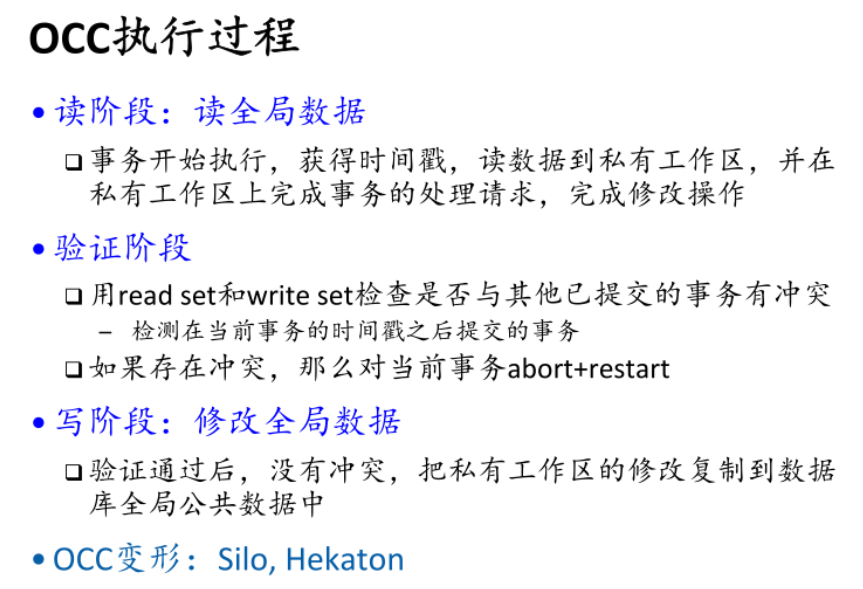 OCC执行过程
• 读阶段：读全局数据
❑ 事务开始执行，获得时间戳，读数据到私有工作区，并在
私有工作区上完成事务的处理请求，完成修改操作
• 验证阶段
❑ 用read set和write set检查是否与其他已提交的事务有冲突
– 检测在当前事务的时间戳之后提交的事务
❑ 如果存在冲突，那么对当前事务abort+restart
• 写阶段：修改全局数据
❑ 验证通过后，没有冲突，把私有工作区的修改复制到数据
库全局公共数据中
• OCC变形：Silo, Hekaton